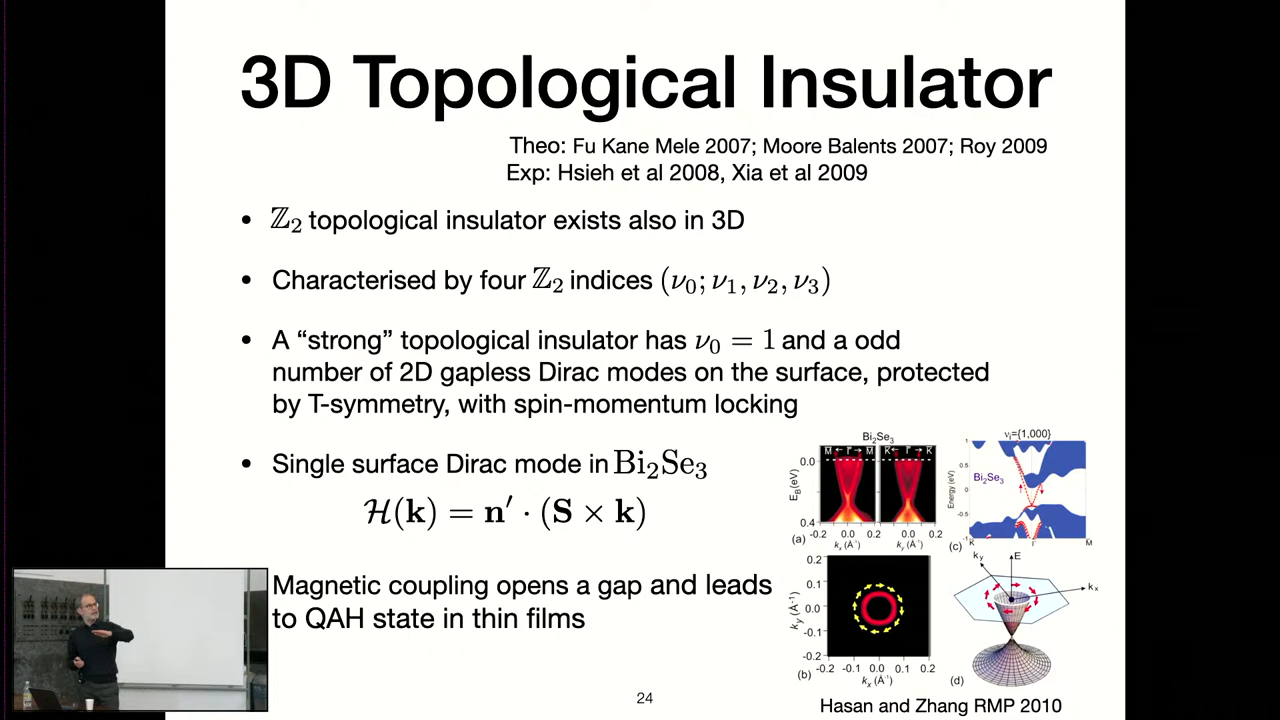 3D Topological Insulator
Theo: Fu Kane Mele 2007; Moore Balents 2007; Roy 2009
Exp: Hsieh et al 2008, Xia et al 2009
• ℤ₂ topological insulator exists also in 3D
• Characterised by four ℤ₂ indices (ν₀; ν₁, ν₂, ν₃)
• A “strong” topological insulator has ν₀ = 1 and a odd
number of 2D gapless Dirac modes on the surface, protected
by T-symmetry, with spin-momentum locking
• Single surface Dirac mode in Bi₂Se₃
ℋ(k) = n′ · (S × k)
Magnetic coupling opens a gap and leads
to QAH state in thin films
Bi₂Se₃
M̅ Γ̅ M̅ K̅ Γ̅ K̅
0.0
E_B(eV)
0.4
-0.2 0.0 0.2 -0.2 0.0 0.2
(a) kₓ (Å⁻¹) k_y (Å⁻¹)
νᵢ={1,000}
Bi₂Se₃
Energy (eV)
1
0.5
0
-0.5
-1
(c) K Γ M
0.2
0.1
0.0
-0.1
-0.2
k_y (Å⁻¹)
-0.2 -0.1 0.0 0.1 0.2
(b) kₓ (Å⁻¹)
k_y E kₓ
(d)
24
Hasan and Zhang RMP 2010